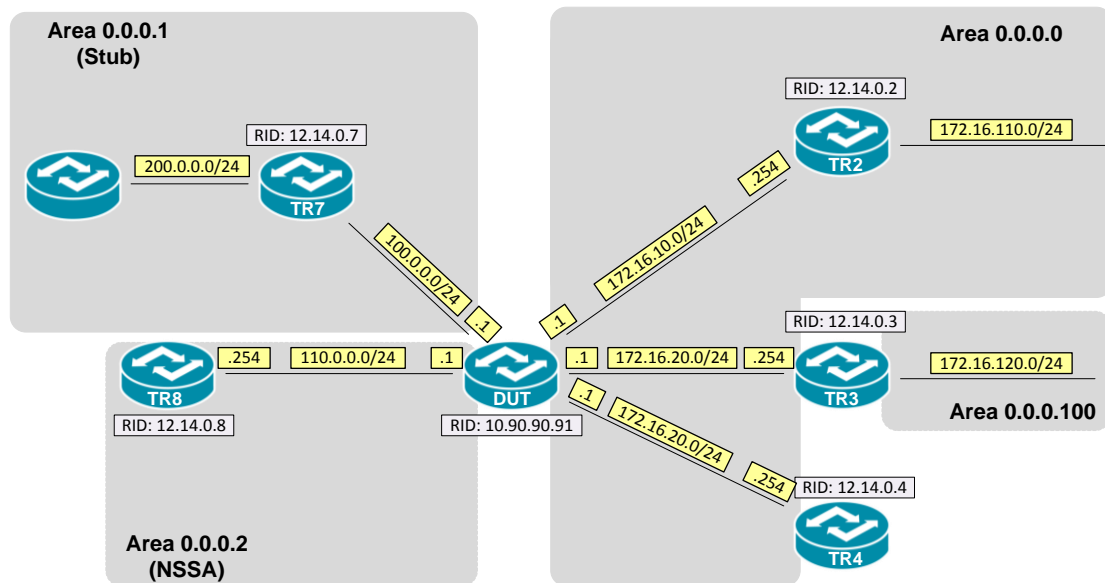 Area 0.0.0.1
(Stub)
Area 0.0.0.0
RID: 12.14.0.2
RID: 12.14.0.7
172.16.110.0/24
200.0.0.0/24
TR2
TR7
.254
172.16.10.0/24
100.0.0.0/24
.1
.1
RID: 12.14.0.3
.254
110.0.0.0/24
.1
.1
172.16.20.0/24
.254
172.16.120.0/24
TR8
DUT
TR3
.1
172.16.20.0/24
RID: 12.14.0.8
RID: 10.90.90.91
Area 0.0.0.100
.254
RID: 12.14.0.4
Area 0.0.0.2
(NSSA)
TR4